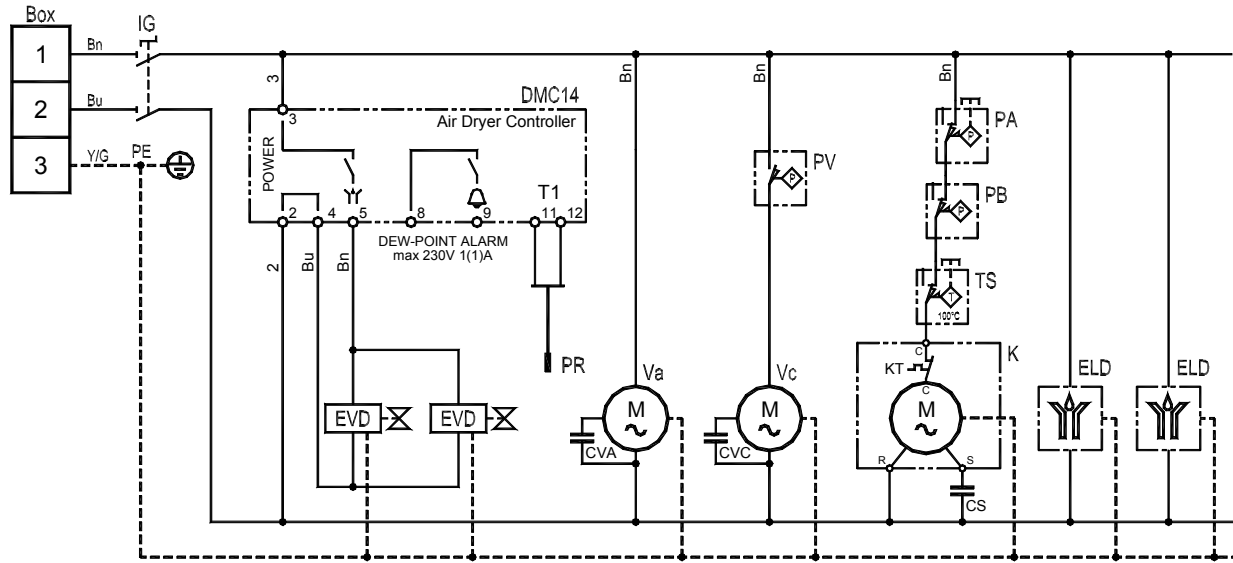 Box
IG
1
Bn
2
Bu
3
Y/G
PE
3
DMC14
3
Air Dryer Controller
POWER
T1
2
4
5
8
9
11
12
DEW-POINT ALARM
max 230V 1(1)A
2
Bu
Bn
PR
EVD
EVD
Bn
Va
M
CVA
Bn
PV
P
Vc
M
CVC
Bn
PA
P
PB
P
TS
T
100°C
C
K
KT
C
M
R
S
CS
ELD
ELD